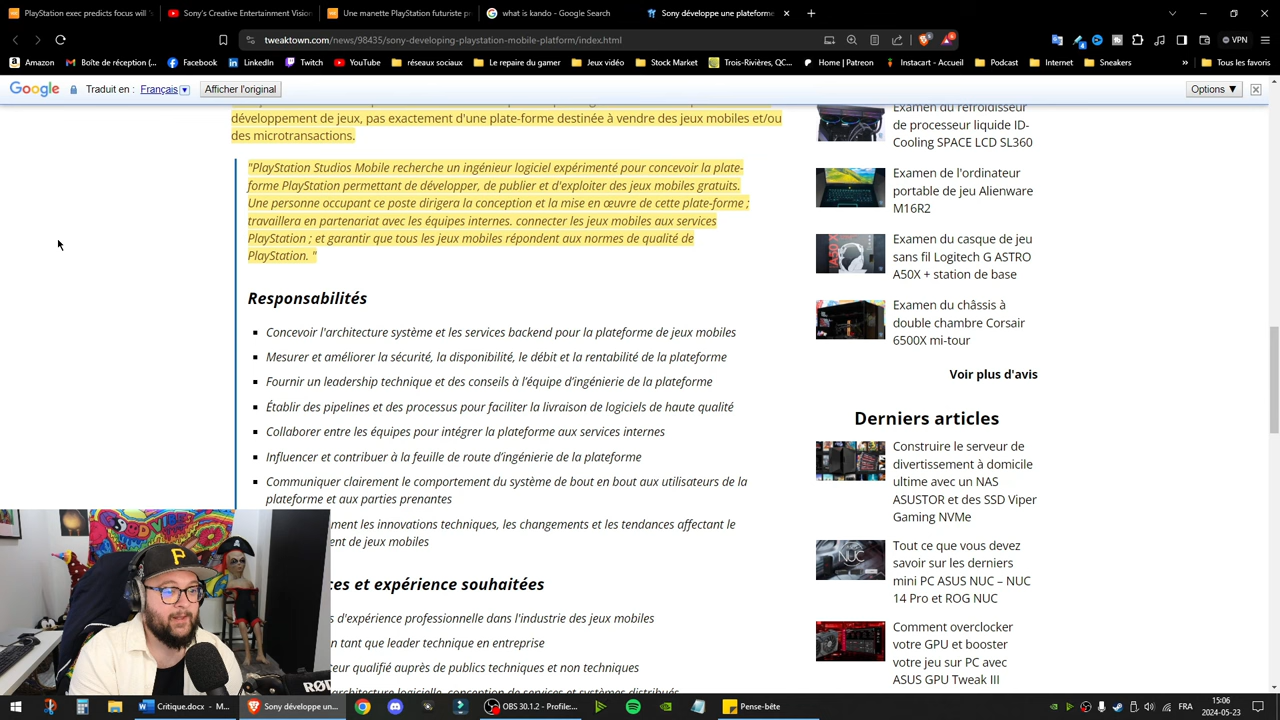 PlayStation exec predicts focus will
Sony's Creative Entertainment Vision
Une manette PlayStation futuriste pr
what is kando - Google Search
Sony développe une plateforme
tweaktown.com/news/98435/sony-developing-playstation-mobile-platform/index.html
VPN
Amazon
Boîte de réception (...
Facebook
LinkedIn
Twitch
YouTube
réseaux sociaux
Le repaire du gamer
Jeux vidéo
Stock Market
Trois-Rivières, QC...
Home | Patreon
Instacart - Accueil
Podcast
Internet
Sneakers
Tous les favoris
Google
Traduit en : Français
Afficher l'original
Options ▼
développement de jeux, pas exactement d'une plate-forme destinée à vendre des jeux mobiles et/ou
des microtransactions.
"PlayStation Studios Mobile recherche un ingénieur logiciel expérimenté pour concevoir la plate-
forme PlayStation permettant de développer, de publier et d'exploiter des jeux mobiles gratuits.
Une personne occupant ce poste dirigera la conception et la mise en œuvre de cette plate-forme ;
travaillera en partenariat avec les équipes internes. connecter les jeux mobiles aux services
PlayStation ; et garantir que tous les jeux mobiles répondent aux normes de qualité de
PlayStation. "
Responsabilités
Concevoir l'architecture système et les services backend pour la plateforme de jeux mobiles
Mesurer et améliorer la sécurité, la disponibilité, le débit et la rentabilité de la plateforme
Fournir un leadership technique et des conseils à l'équipe d'ingénierie de la plateforme
Établir des pipelines et des processus pour faciliter la livraison de logiciels de haute qualité
Collaborer entre les équipes pour intégrer la plateforme aux services internes
Influencer et contribuer à la feuille de route d'ingénierie de la plateforme
Communiquer clairement le comportement du système de bout en bout aux utilisateurs de la
plateforme et aux parties prenantes
ment les innovations techniques, les changements et les tendances affectant le
ent de jeux mobiles
ces et expérience souhaitées
s d'expérience professionnelle dans l'industrie des jeux mobiles
n tant que leader technique en entreprise
eur qualifié auprès de publics techniques et non techniques
architecture logicielle, conception de services et systèmes distribués
Examen du refroidisseur
de processeur liquide ID-
Cooling SPACE LCD SL360
Examen de l'ordinateur
portable de jeu Alienware
M16R2
Examen du casque de jeu
sans fil Logitech G ASTRO
A50X + station de base
Examen du châssis à
double chambre Corsair
6500X mi-tour
Voir plus d'avis
Derniers articles
Construire le serveur de
divertissement à domicile
ultime avec un NAS
ASUSTOR et des SSD Viper
Gaming NVMe
Tout ce que vous devez
savoir sur les derniers
mini PC ASUS NUC – NUC
14 Pro et ROG NUC
Comment overclocker
votre GPU et booster
votre jeu sur PC avec
ASUS GPU Tweak III
GOOD VIBES
P
A
RØD
Critique.docx - M...
Sony développe un...
OBS 30.1.2 - Profile:...
Pense-bête
FRA
15:06
2024-05-23